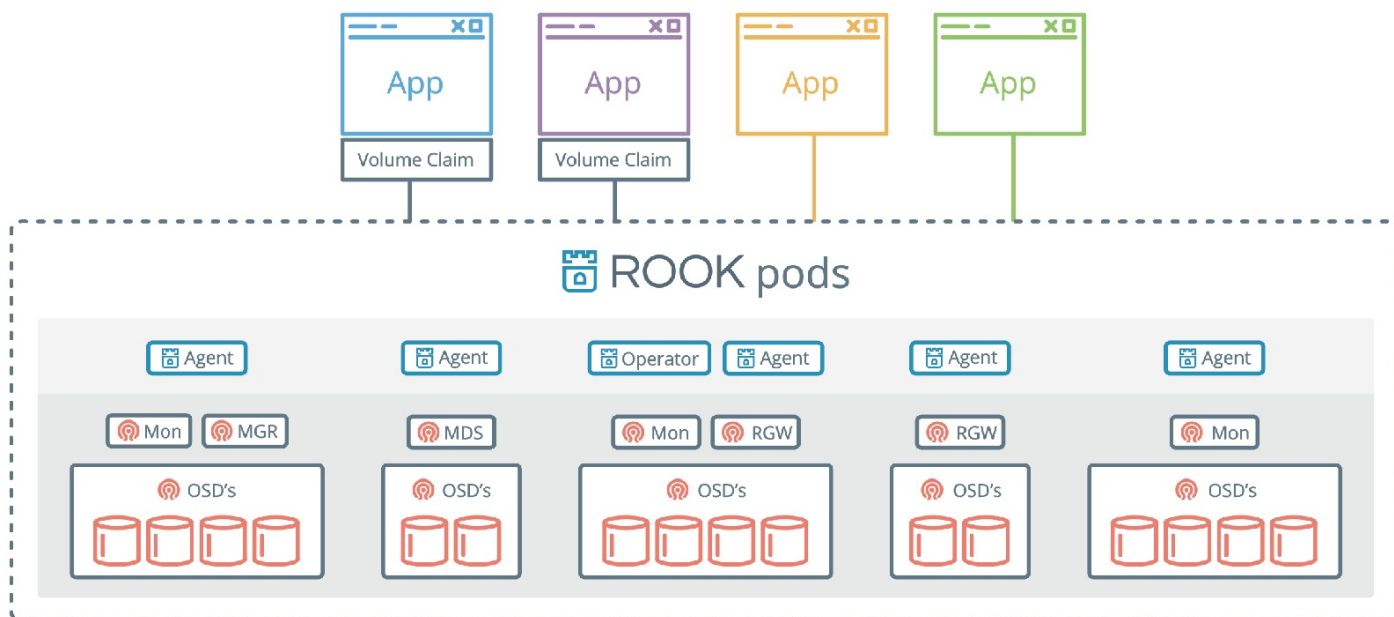 App App App App
Volume Claim Volume Claim
ROOK pods
Agent Agent Operator Agent Agent Agent
Mon MGR MDS Mon RGW RGW Mon
OSD's OSD's OSD's OSD's OSD's